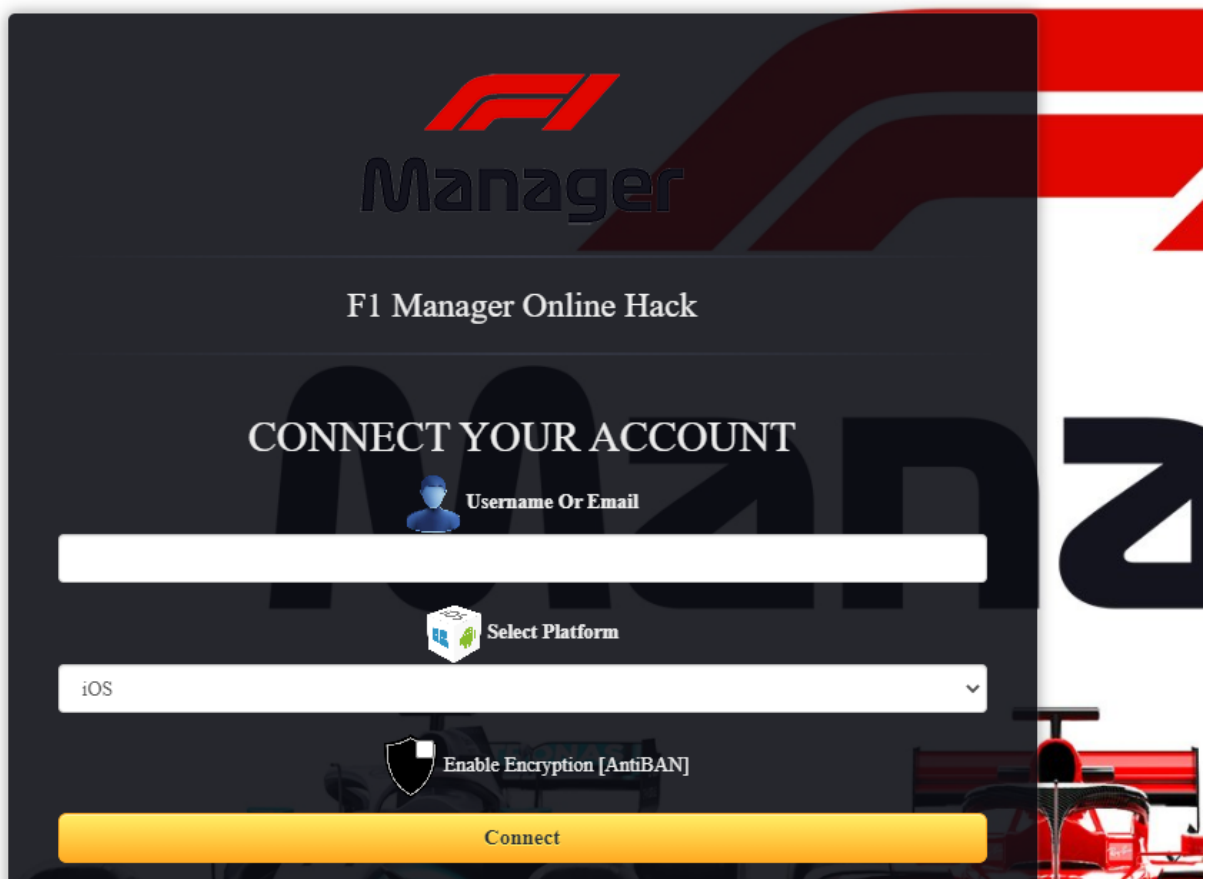 F1
Manager
F1 Manager Online Hack
CONNECT YOUR ACCOUNT
Username Or Email
iOS
Select Platform
iOS
Enable Encryption [AntiBAN]
Connect